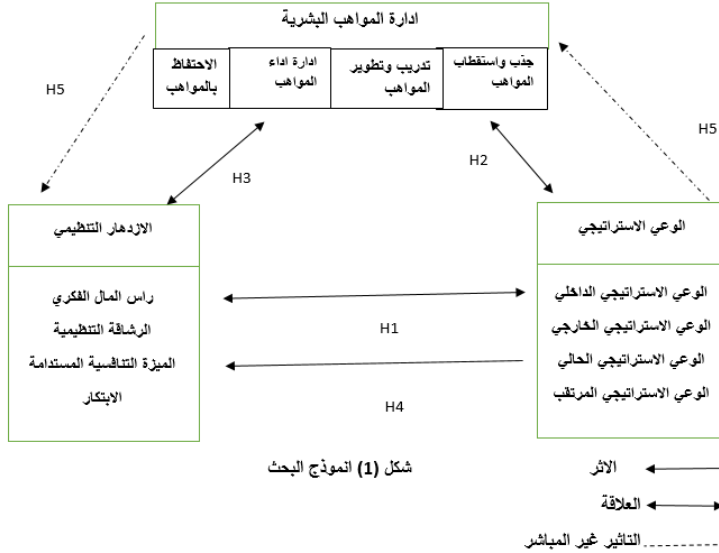 ادارة المواهب البشرية
جذب واستقطاب
المواهب
تدريب وتطوير
المواهب
ادارة اداء
المواهب
الاحتفاظ
بالمواهب
H5
H5
H3
H2
الوعي الاستراتيجي
الازدهار التنظيمي
الوعي الاستراتيجي الداخلي
الوعي الاستراتيجي الخارجي
الوعي الاستراتيجي الحالي
الوعي الاستراتيجي المرتقب
راس المال الفكري
الرشاقة التنظيمية
الميزة التنافسية المستدامة
الابتكار
H1
H4
شكل (1) انموذج البحث
الاثر
العلاقة
التاثير غير المباشر